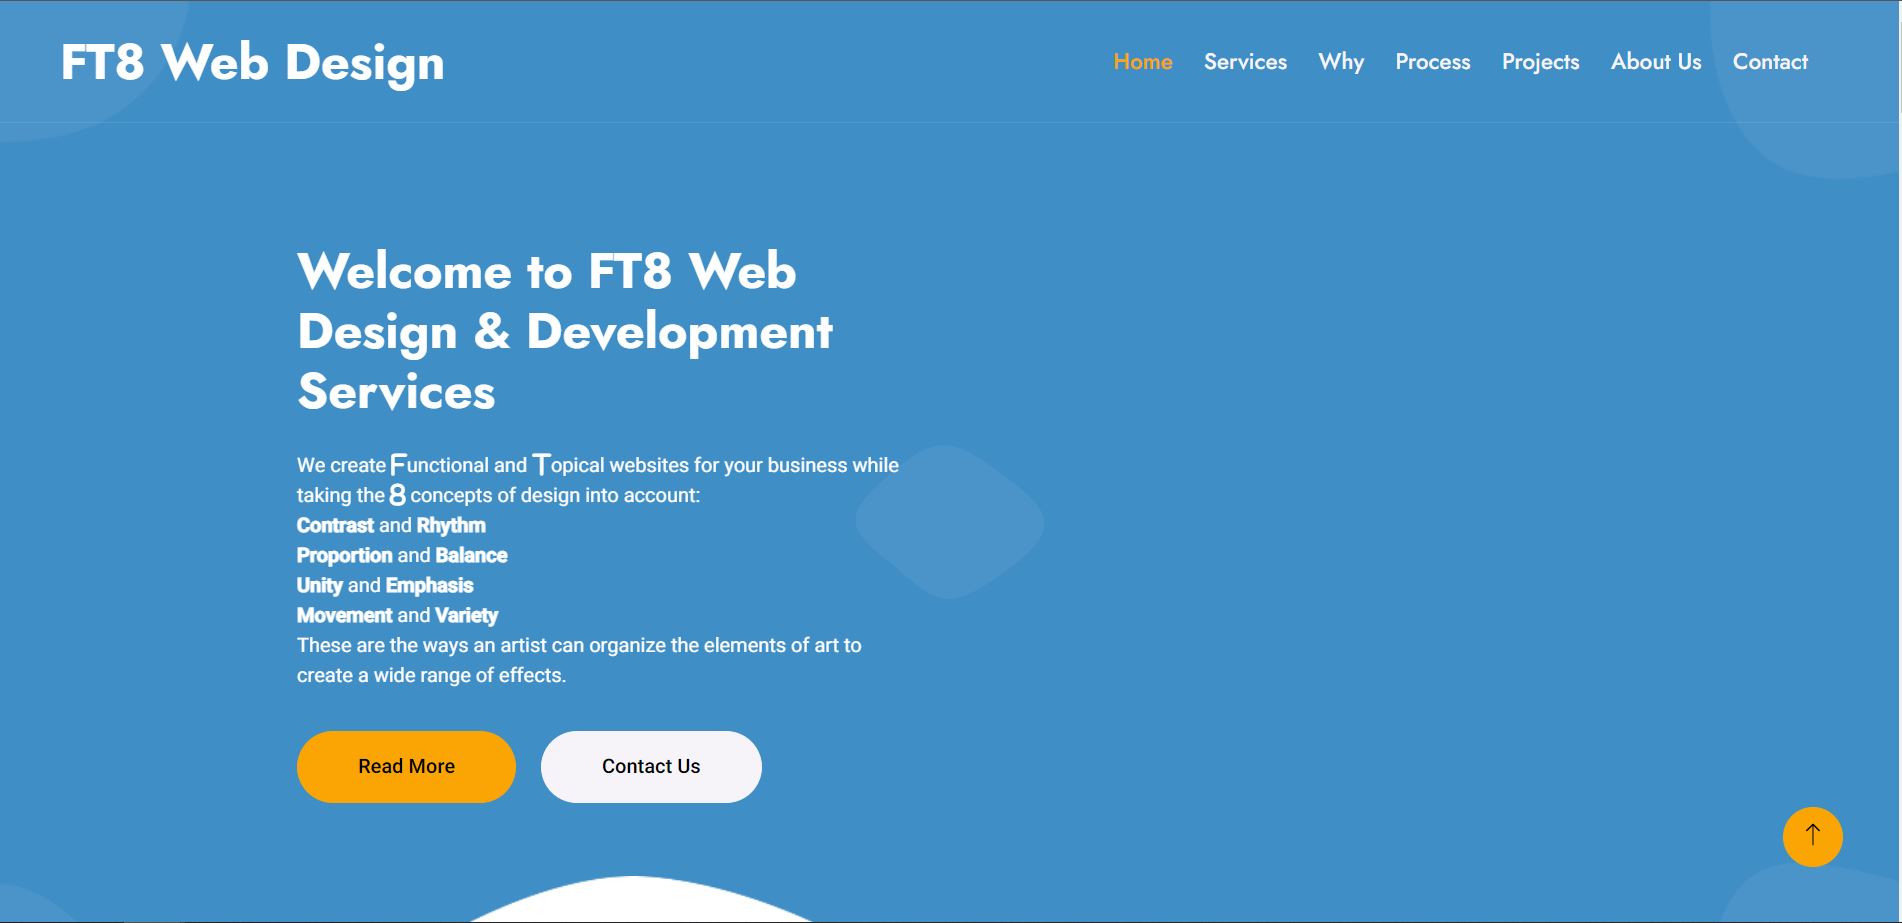 FT8 Web Design
Home Services Why Process Projects About Us Contact
Welcome to FT8 Web
Design & Development
Services
We create Functional and Topical websites for your business while
taking the 8 concepts of design into account:
Contrast and Rhythm
Proportion and Balance
Unity and Emphasis
Movement and Variety
These are the ways an artist can organize the elements of art to
create a wide range of effects.
Read More Contact Us